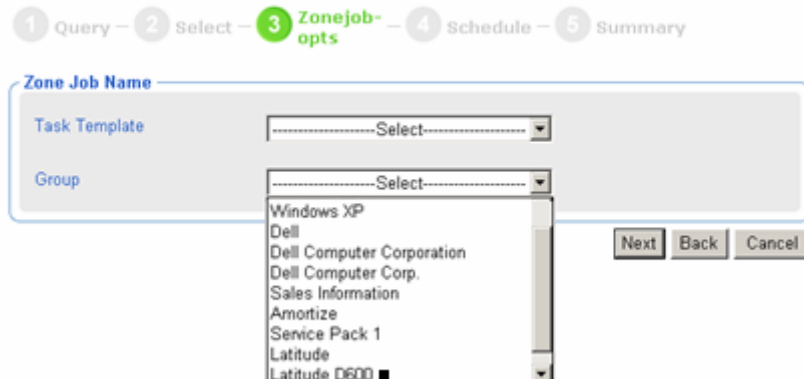 1 Query – 2 Select – 3 Zonejob-opts – 4 Schedule – 5 Summary
Zone Job Name
Task Template
--------------------Select--------------------
Group
--------------------Select--------------------
Windows XP
Dell
Dell Computer Corporation
Dell Computer Corp.
Sales Information
Amortize
Service Pack 1
Latitude
Latitude D600
Next Back Cancel